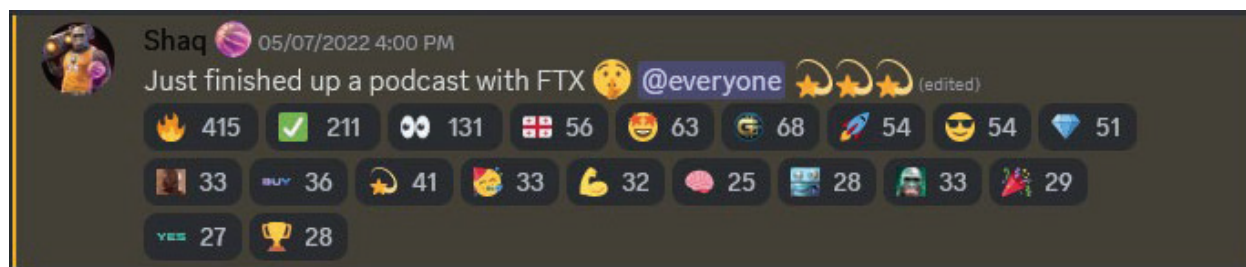 Shaq 05/07/2022 4:00 PM
Just finished up a podcast with FTX 🤫 @everyone 💫💫💫 (edited)
🔥 415 ✅ 211 👀 131 🇬🇪 56 🤩 63 68 🚀 54 😎 54 💎 51
33 BUY 36 💫 41 🥳 33 💪 32 🧠 25 28 33 🎉 29
YES 27 🏆 28